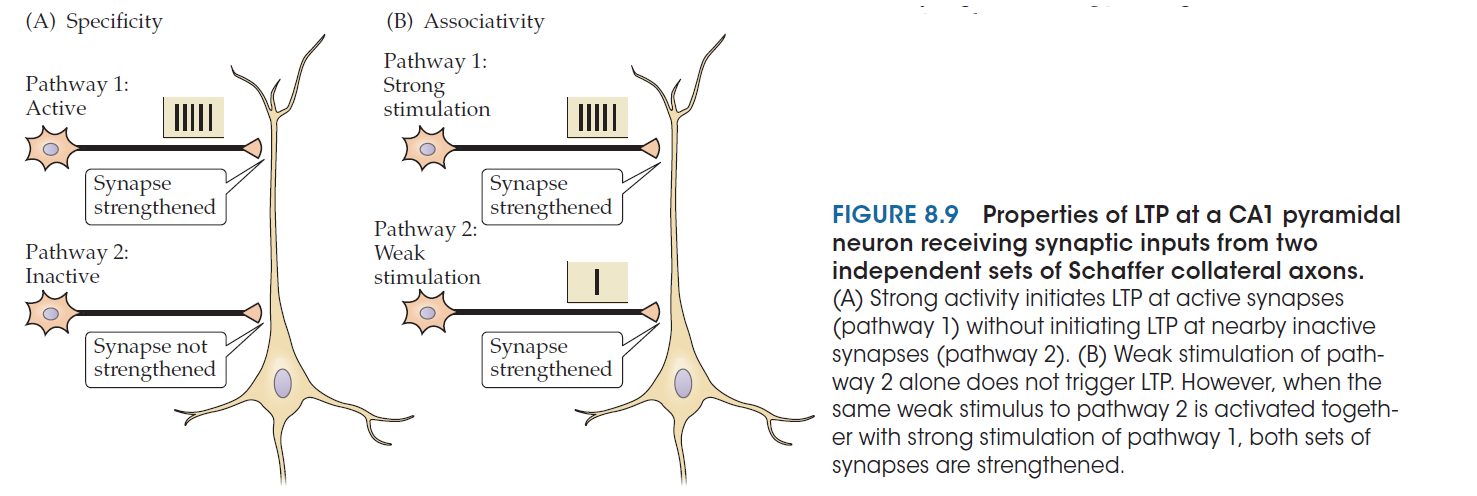 (A) Specificity
Pathway 1:
Active
Synapse
strengthened
Pathway 2:
Inactive
Synapse not
strengthened
(B) Associativity
Pathway 1:
Strong
stimulation
Synapse
strengthened
Pathway 2:
Weak
stimulation
Synapse
strengthened
FIGURE 8.9 Properties of LTP at a CA1 pyramidal
neuron receiving synaptic inputs from two
independent sets of Schaffer collateral axons.
(A) Strong activity initiates LTP at active synapses
(pathway 1) without initiating LTP at nearby inactive
synapses (pathway 2). (B) Weak stimulation of path-
way 2 alone does not trigger LTP. However, when the
same weak stimulus to pathway 2 is activated togeth-
er with strong stimulation of pathway 1, both sets of
synapses are strengthened.